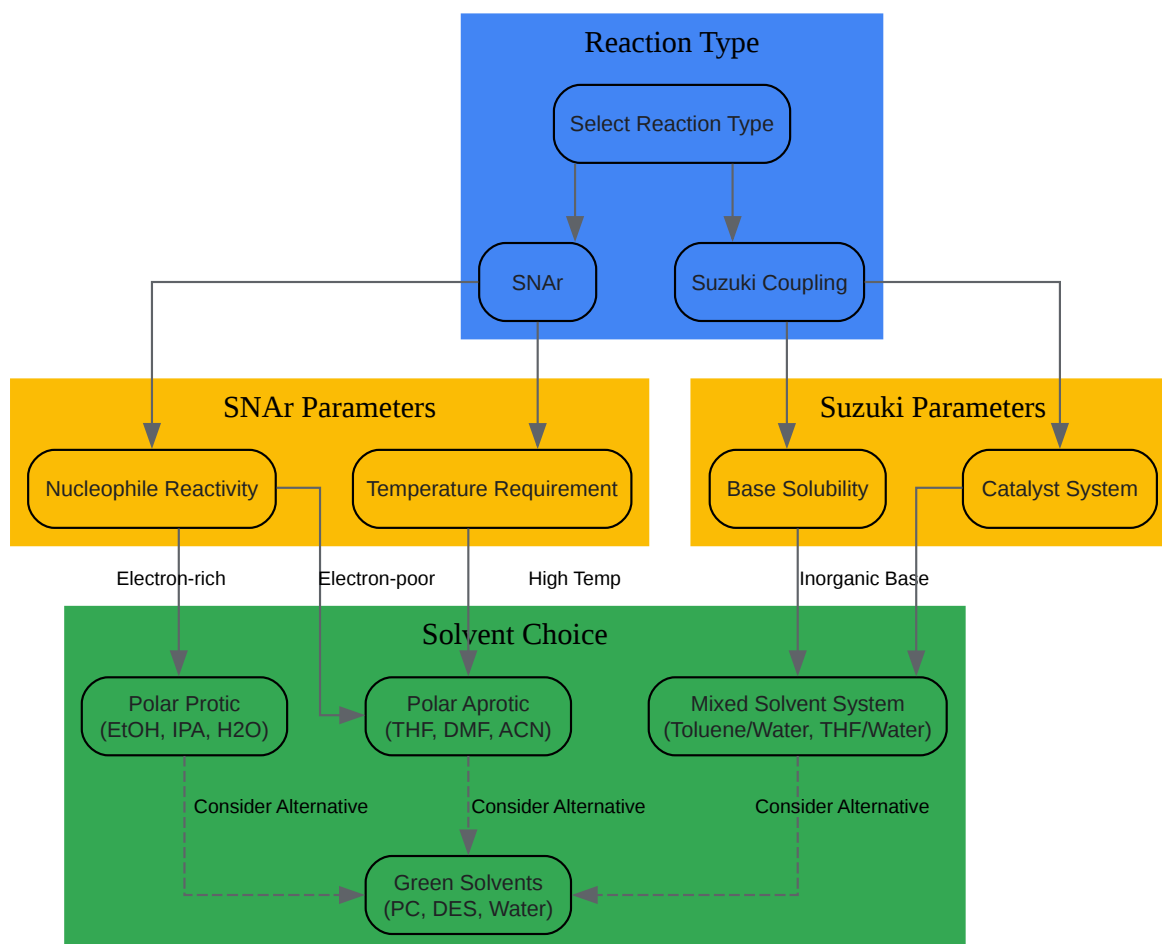 Reaction Type
Select Reaction Type
SNAr
Suzuki Coupling
SNAr Parameters
Suzuki Parameters
Nucleophile Reactivity
Temperature Requirement
Base Solubility
Catalyst System
Electron-rich
Electron-poor
High Temp
Inorganic Base
Solvent Choice
Polar Protic
(EtOH, IPA, H2O)
Polar Aprotic
(THF, DMF, ACN)
Mixed Solvent System
(Toluene/Water, THF/Water)
Consider Alternative
Consider Alternative
Consider Alternative
Green Solvents
(PC, DES, Water)